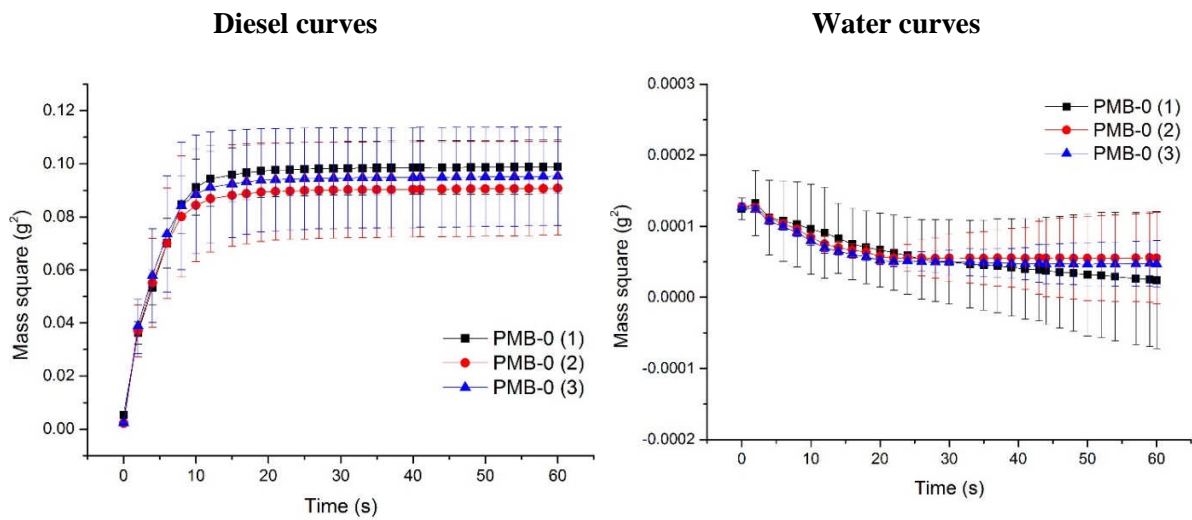 Diesel curves
Water curves
0.12
0.10
0.08
0.06
0.04
0.02
0.00
Mass square (g²)
PMB-0 (1)
PMB-0 (2)
PMB-0 (3)
0 10 20 30 40 50 60
Time (s)
0.0003
0.0002
0.0001
0.0000
-0.0001
-0.0002
Mass square (g²)
PMB-0 (1)
PMB-0 (2)
PMB-0 (3)
0 10 20 30 40 50 60
Time (s)